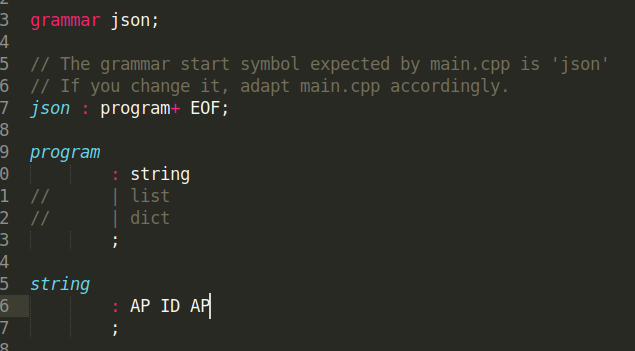 2
3 grammar json;
4
5 // The grammar start symbol expected by main.cpp is 'json'
6 // If you change it, adapt main.cpp accordingly.
7 json : program+ EOF;
8
9 program
0 : string
1 // | list
2 // | dict
3 ;
4
5 string
6 : AP ID AP
7 ;
8